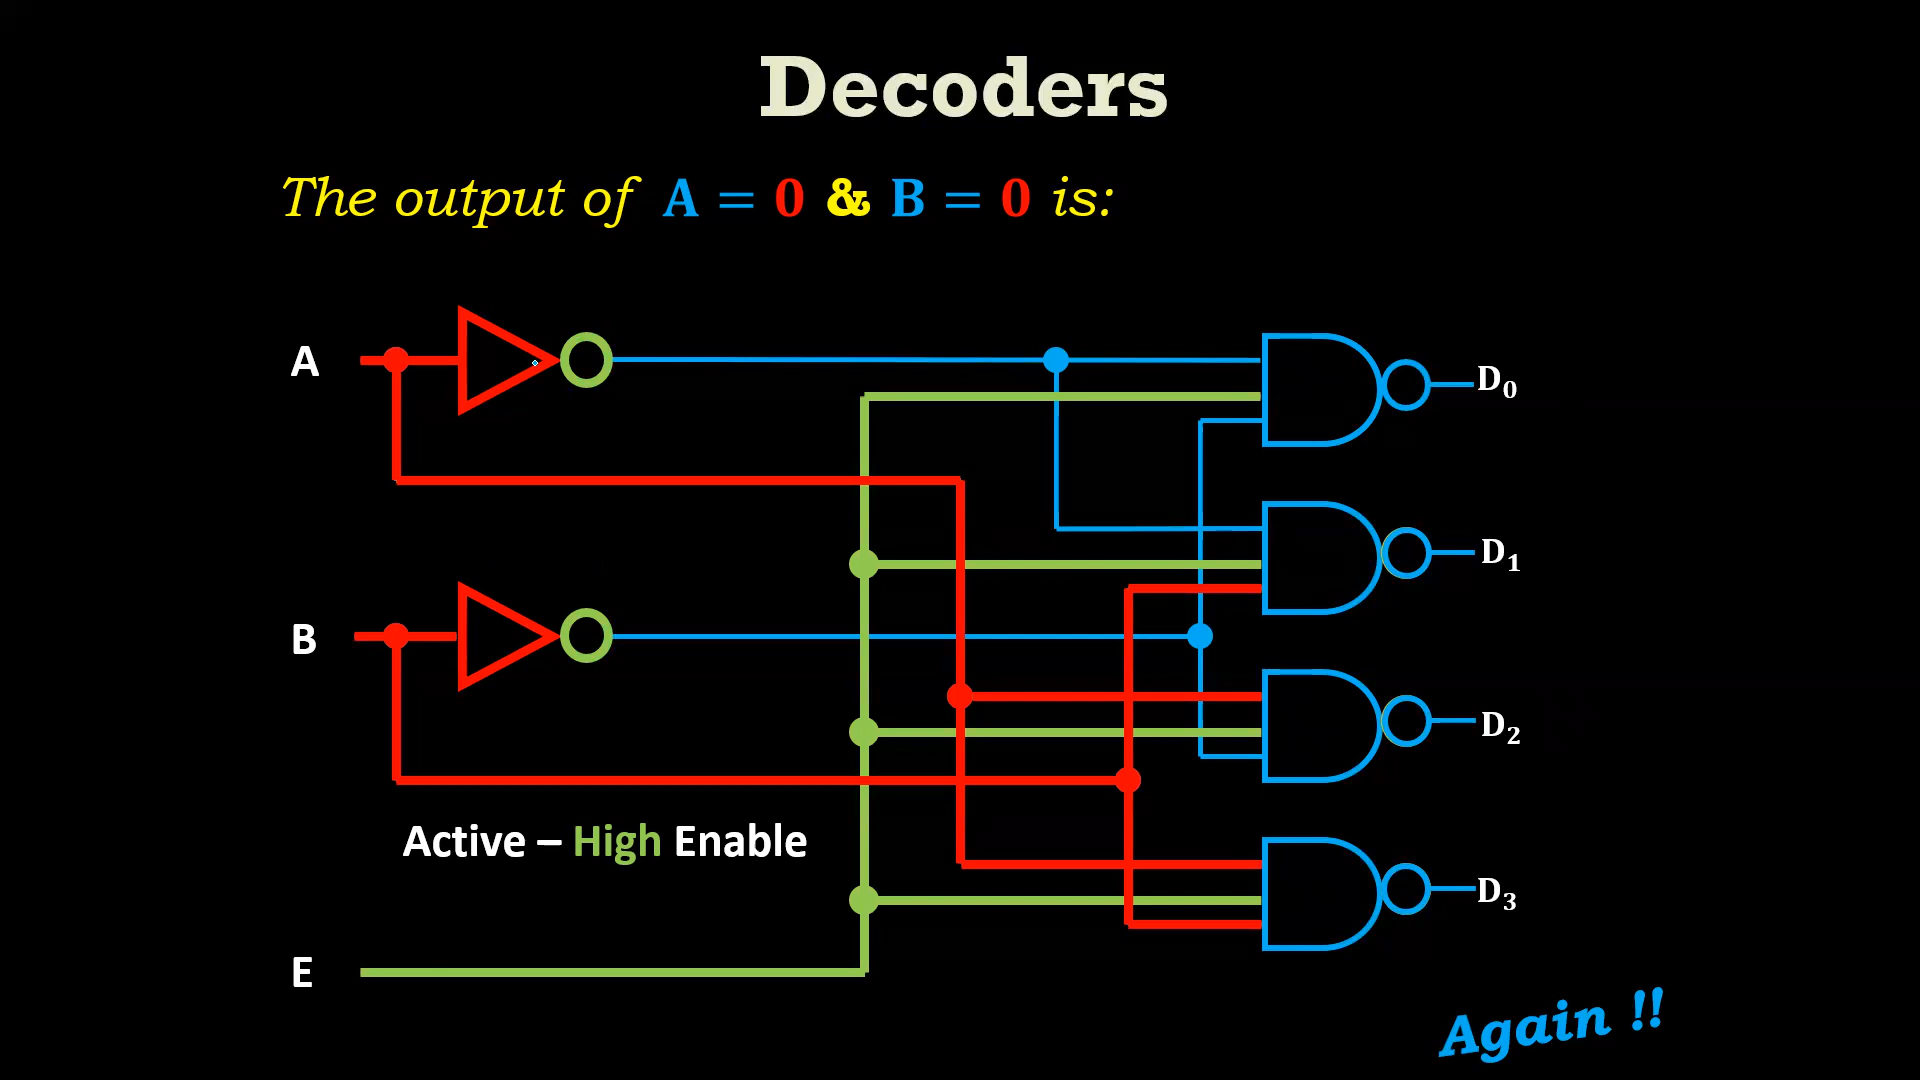 Decoders
The output of A = 0 & B = 0 is:
A
D₀
D₁
B
D₂
Active – High Enable
D₃
E
Again !!